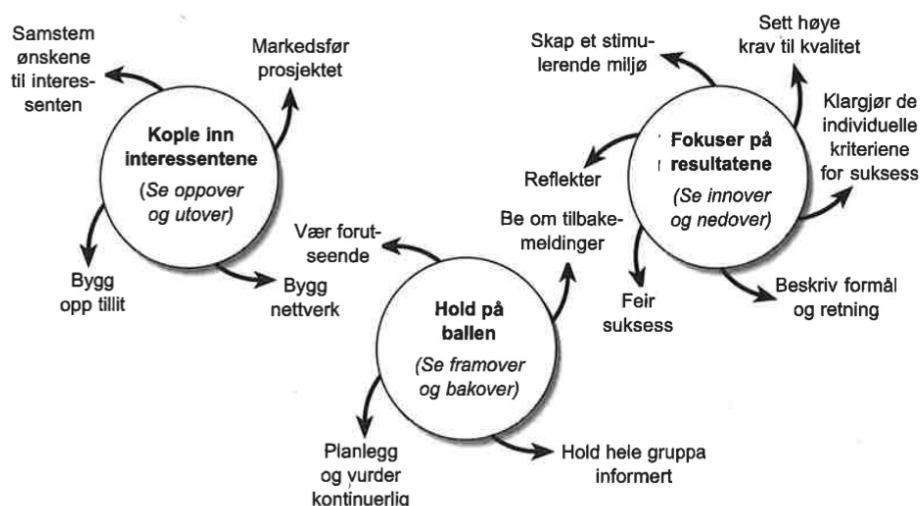 Samstem
ønskene
til interes-
senten
Markedsfør
prosjektet
Kople inn
interessentene
(Se oppover
og utover)
Bygg
opp tillit
Bygg
nettverk
Vær forut-
seende
Be om tilbake-
meldinger
Hold på
ballen
(Se framover
og bakover)
Planlegg
og vurder
kontinuerlig
Hold hele gruppa
informert
Skap et stimu-
lerende miljø
Sett høye
krav til kvalitet
Klargjør de
individuelle
kriteriene
for suksess
Fokuser på
resultatene
(Se innover
og nedover)
Reflekter
Feir
suksess
Beskriv formål
og retning